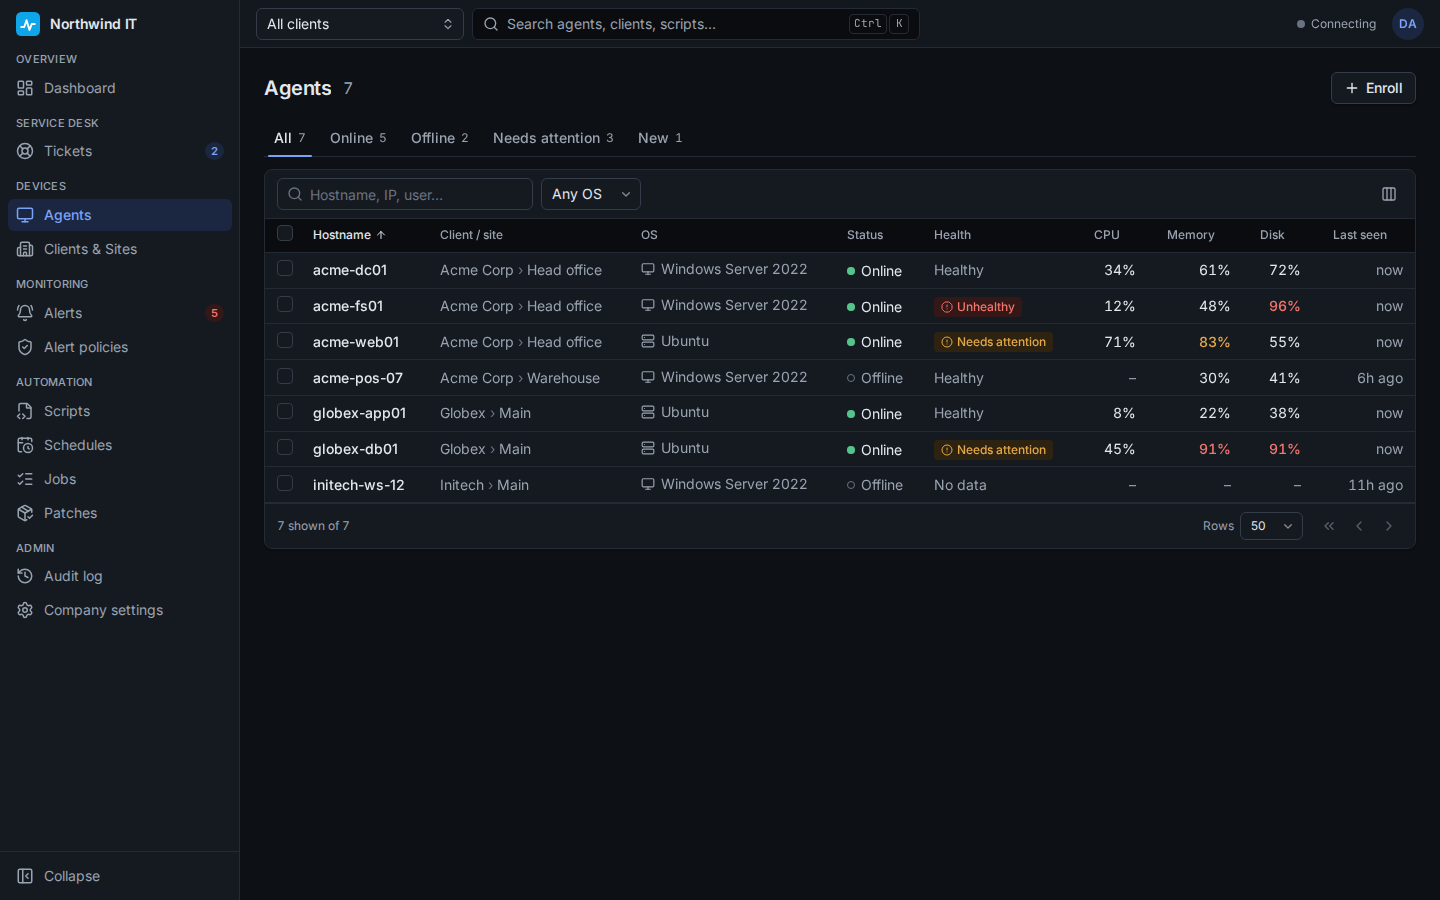 Northwind IT
All clients
Search agents, clients, scripts...
Ctrl K
Connecting
DA
OVERVIEW
Dashboard
SERVICE DESK
Tickets 2
DEVICES
Agents
Clients & Sites
MONITORING
Alerts 5
Alert policies
AUTOMATION
Scripts
Schedules
Jobs
Patches
ADMIN
Audit log
Company settings
Collapse
Agents 7
Enroll
All 7 Online 5 Offline 2 Needs attention 3 New 1
Hostname, IP, user...
Any OS
Hostname ↑ Client / site OS Status Health CPU Memory Disk Last seen
acme-dc01 Acme Corp › Head office Windows Server 2022 Online Healthy 34% 61% 72% now
acme-fs01 Acme Corp › Head office Windows Server 2022 Online Unhealthy 12% 48% 96% now
acme-web01 Acme Corp › Head office Ubuntu Online Needs attention 71% 83% 55% now
acme-pos-07 Acme Corp › Warehouse Windows Server 2022 Offline Healthy – 30% 41% 6h ago
globex-app01 Globex › Main Ubuntu Online Healthy 8% 22% 38% now
globex-db01 Globex › Main Ubuntu Online Needs attention 45% 91% 91% now
initech-ws-12 Initech › Main Windows Server 2022 Offline No data – – – 11h ago
7 shown of 7
Rows 50